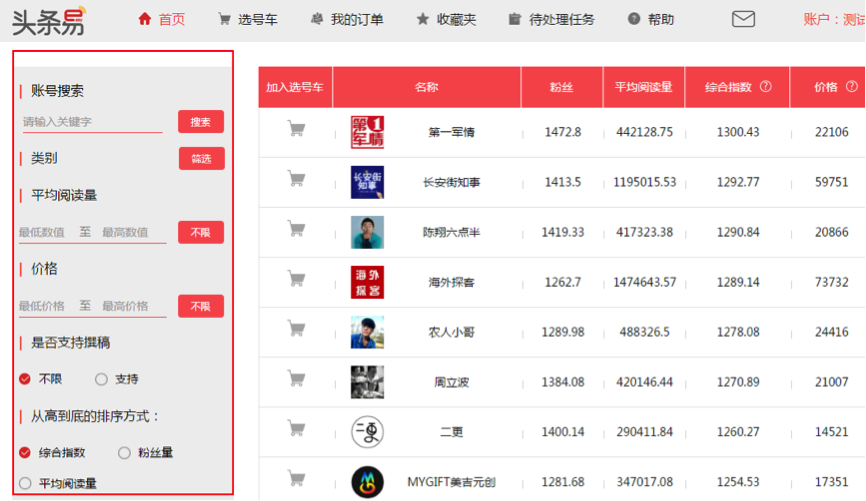 头条易 首页 选号车 我的订单 收藏夹 待处理任务 帮助 账户：测试
账号搜索
请输入关键字 搜索
类别 筛选
平均阅读量
最低数值 至 最高数值 不限
价格
最低价格 至 最高价格 不限
是否支持撰稿
不限 支持
从高到底的排序方式：
综合指数 粉丝量
平均阅读量
加入选号车 名称 粉丝 平均阅读量 综合指数 ? 价格 ?
第1军情 第一军情 1472.8 442128.75 1300.43 22106
长安街知事 长安街知事 1413.5 1195015.53 1292.77 59751
陈翔六点半 1419.33 417323.38 1290.84 20866
海外探客 海外探客 1262.7 1474643.57 1289.14 73732
农人小哥 1289.98 488326.5 1278.08 24416
周立波 1384.08 420146.44 1270.89 21007
二更 二更 1400.14 290411.84 1260.27 14521
MYGIFT美吉元创 1281.68 347017.08 1254.53 17351